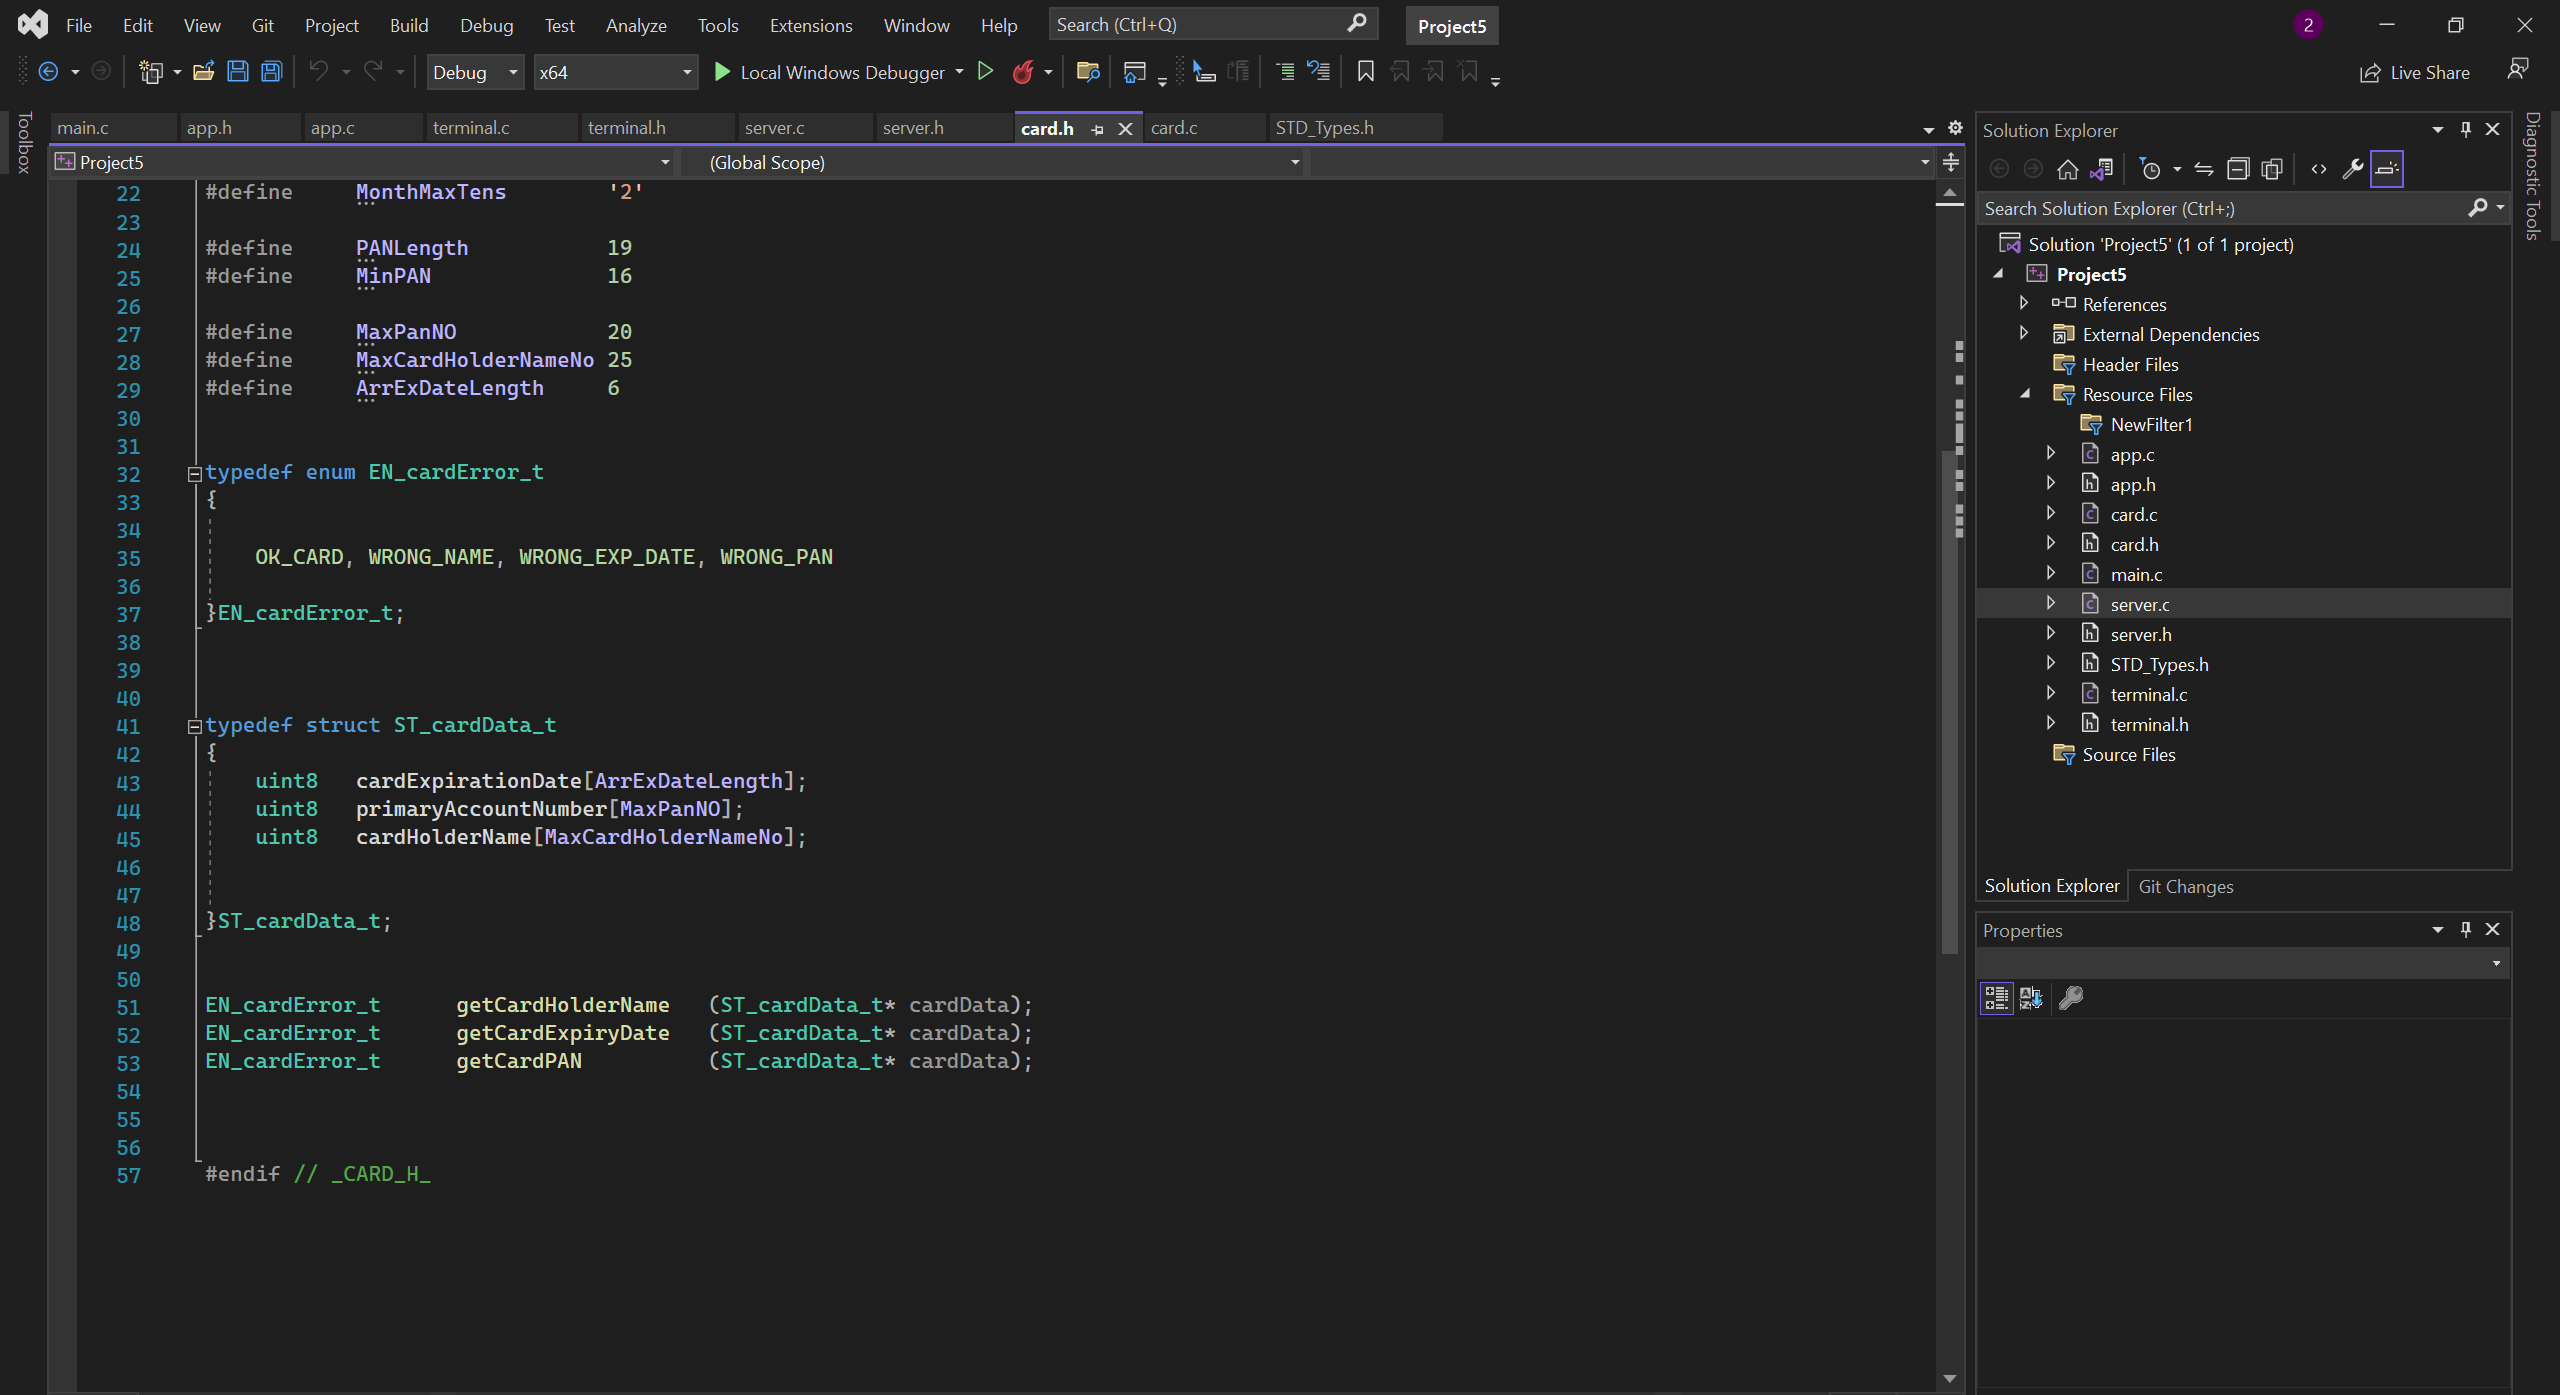 File Edit View Git Project Build Debug Test Analyze Tools Extensions Window Help Search (Ctrl+Q) Project5 2
Debug x64 Local Windows Debugger Live Share
Toolbox
main.c app.h app.c terminal.c terminal.h server.c server.h card.h card.c STD_Types.h
Project5 (Global Scope)
22 #define MonthMaxTens '2'
23
24 #define PANLength 19
25 #define MinPAN 16
26
27 #define MaxPanNO 20
28 #define MaxCardHolderNameNo 25
29 #define ArrExDateLength 6
30
31
32 typedef enum EN_cardError_t
33 {
34
35 OK_CARD, WRONG_NAME, WRONG_EXP_DATE, WRONG_PAN
36
37 }EN_cardError_t;
38
39
40
41 typedef struct ST_cardData_t
42 {
43 uint8 cardExpirationDate[ArrExDateLength];
44 uint8 primaryAccountNumber[MaxPanNO];
45 uint8 cardHolderName[MaxCardHolderNameNo];
46
47
48 }ST_cardData_t;
49
50
51 EN_cardError_t getCardHolderName (ST_cardData_t* cardData);
52 EN_cardError_t getCardExpiryDate (ST_cardData_t* cardData);
53 EN_cardError_t getCardPAN (ST_cardData_t* cardData);
54
55
56
57 #endif // _CARD_H_
Solution Explorer
Search Solution Explorer (Ctrl+;)
Solution 'Project5' (1 of 1 project)
Project5
References
External Dependencies
Header Files
Resource Files
NewFilter1
app.c
app.h
card.c
card.h
main.c
server.c
server.h
STD_Types.h
terminal.c
terminal.h
Source Files
Solution Explorer Git Changes
Properties
Diagnostic Tools